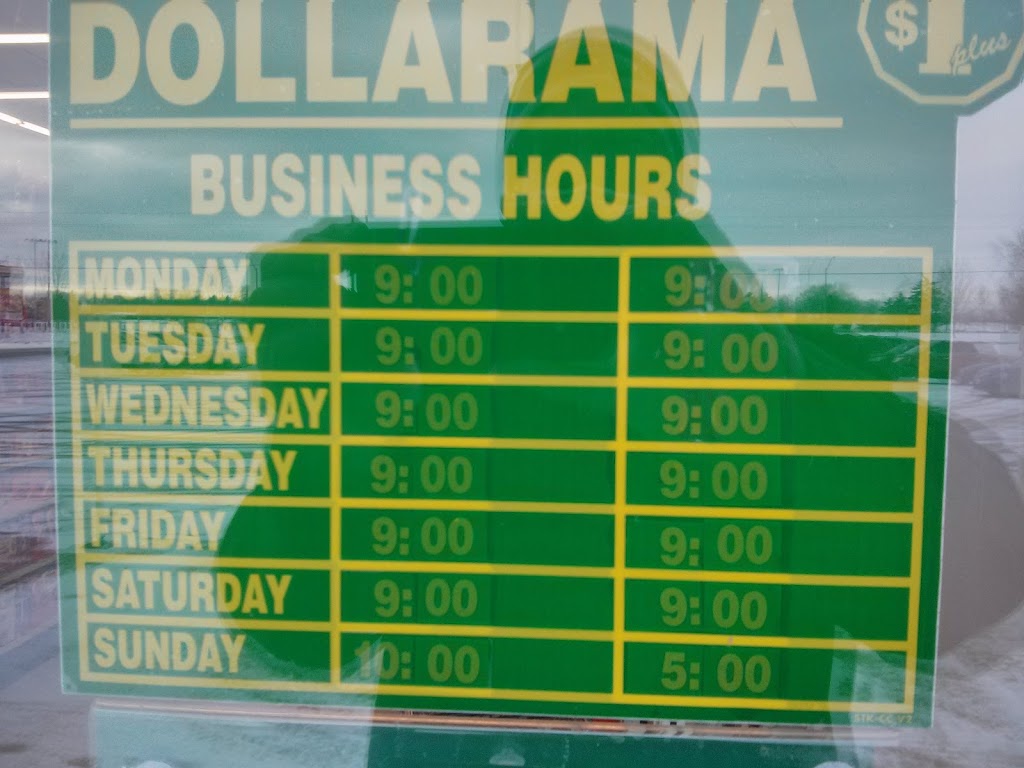 DOLLARAMA $1 plus
BUSINESS HOURS
MONDAY 9:00 9:00
TUESDAY 9:00 9:00
WEDNESDAY 9:00 9:00
THURSDAY 9:00 9:00
FRIDAY 9:00 9:00
SATURDAY 9:00 9:00
SUNDAY 10:00 5:00